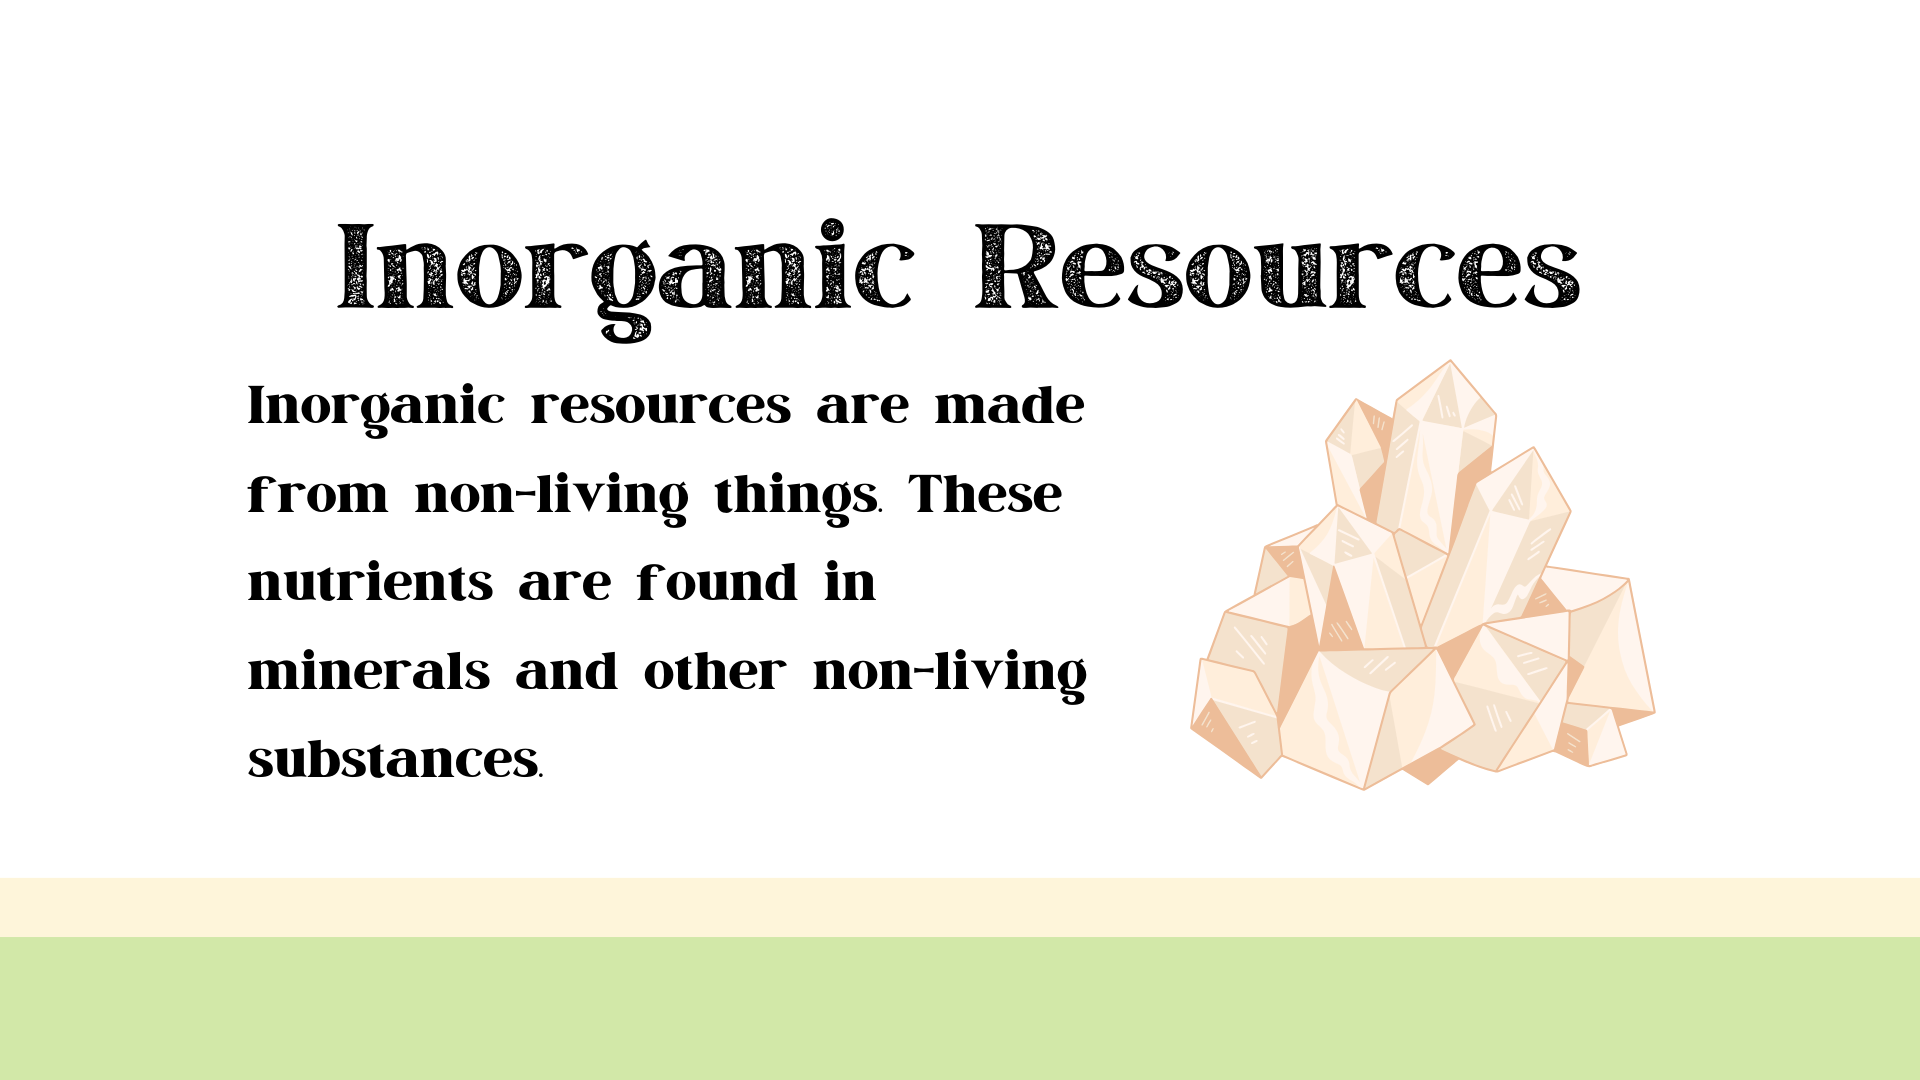 Inorganic Resources
Inorganic resources are made
from non-living things. These
nutrients are found in
minerals and other non-living
substances.